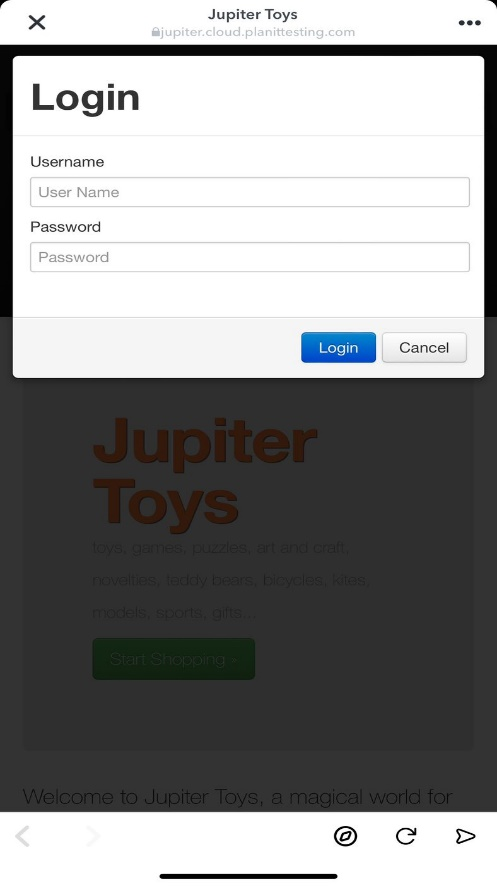 Jupiter Toys
jupiter.cloud.planittesting.com
Login
Username
User Name
Password
Password
Login
Cancel
Jupiter
Toys
toys, games, puzzles, art and craft,
novelties, teddy bears, bicycles, kites,
models, sports, gifts...
Start Shopping »
Welcome to Jupiter Toys, a magical world for